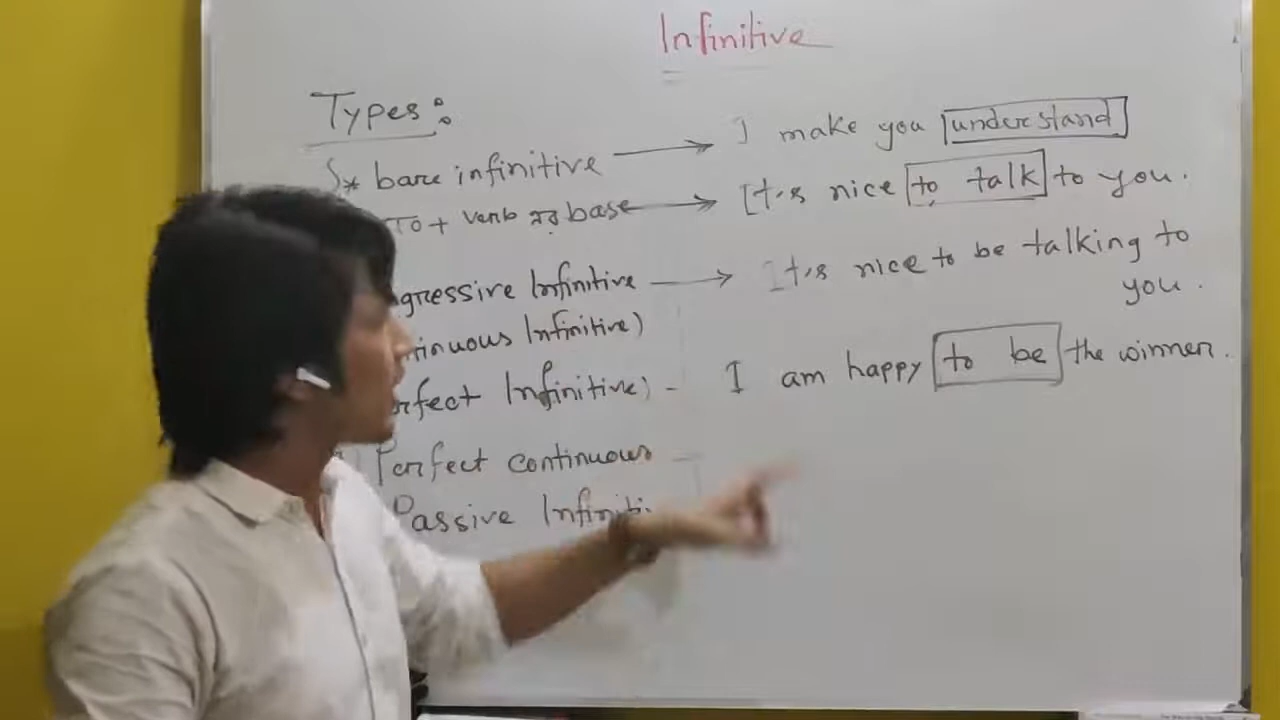 Infinitive
Types:
* bare infinitive → I make you understand
To + verb এর base → It's nice to talk to you.
gressive Infinitive → It's nice to be talking to
you.
inuous Infinitive)
rfect Infinitive) - I am happy to be the winner.
Perfect continuous -
Passive Infiniti